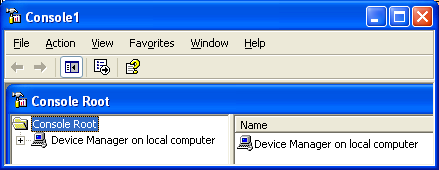 Console1
File Action View Favorites Window Help
Console Root
Console Root
Device Manager on local computer
Name
Device Manager on local computer